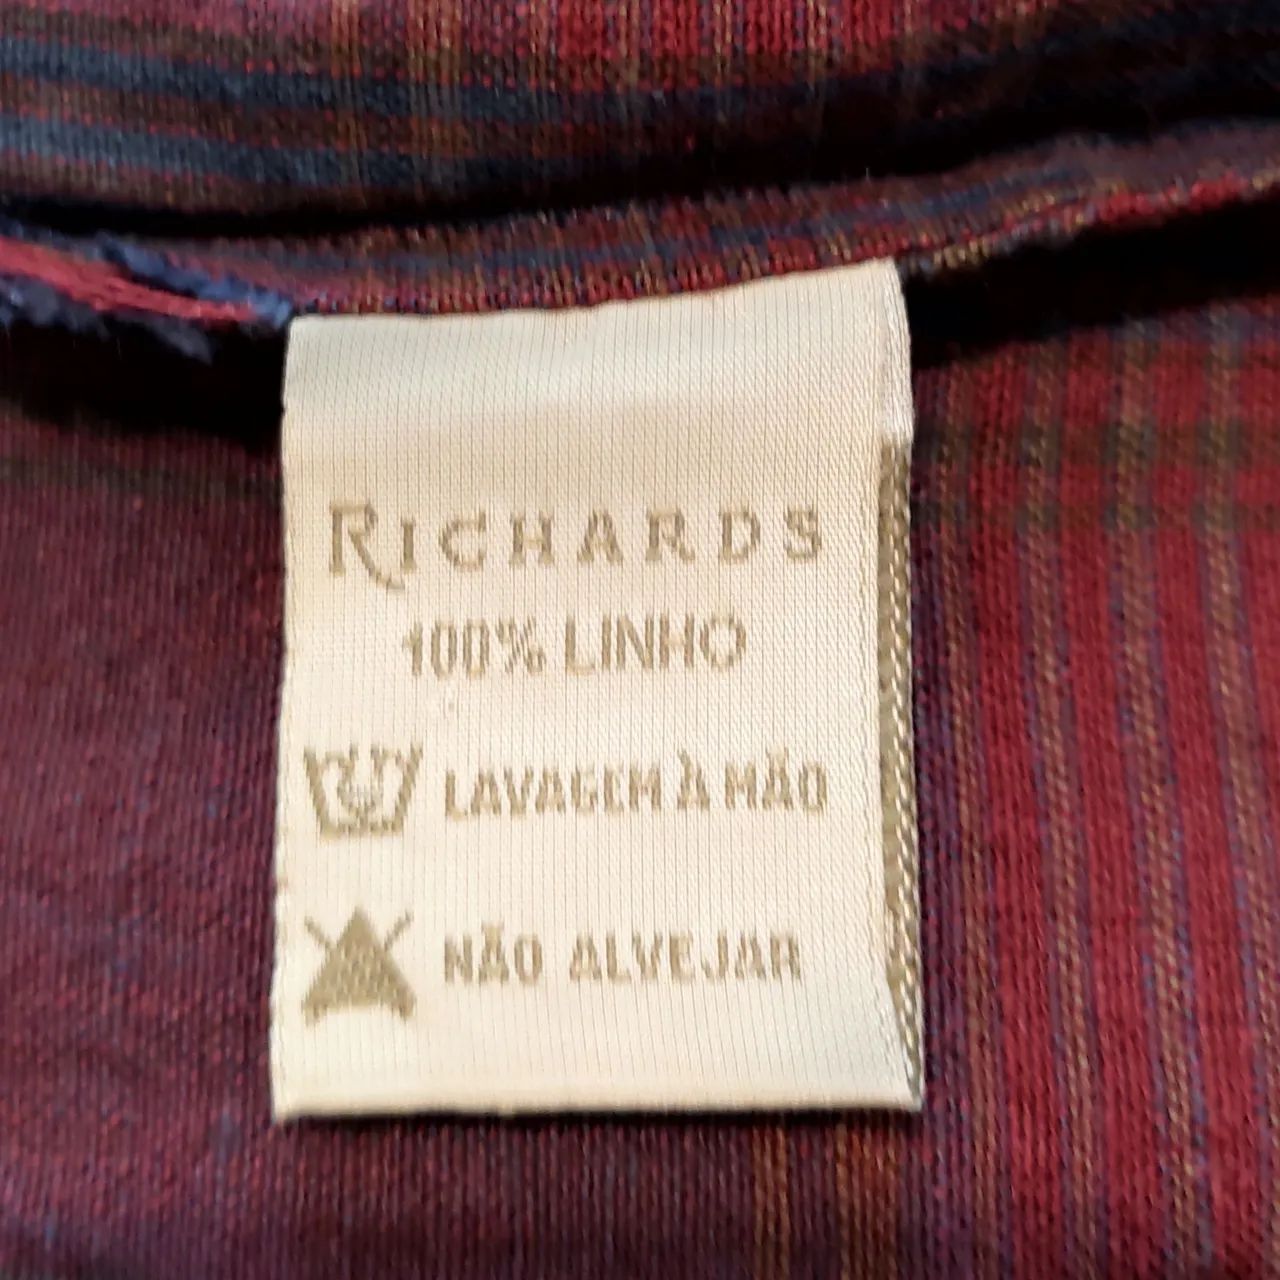 RICHARDS
100% LINHO
LAVAGEM À MÃO
NÃO ALVEJAR